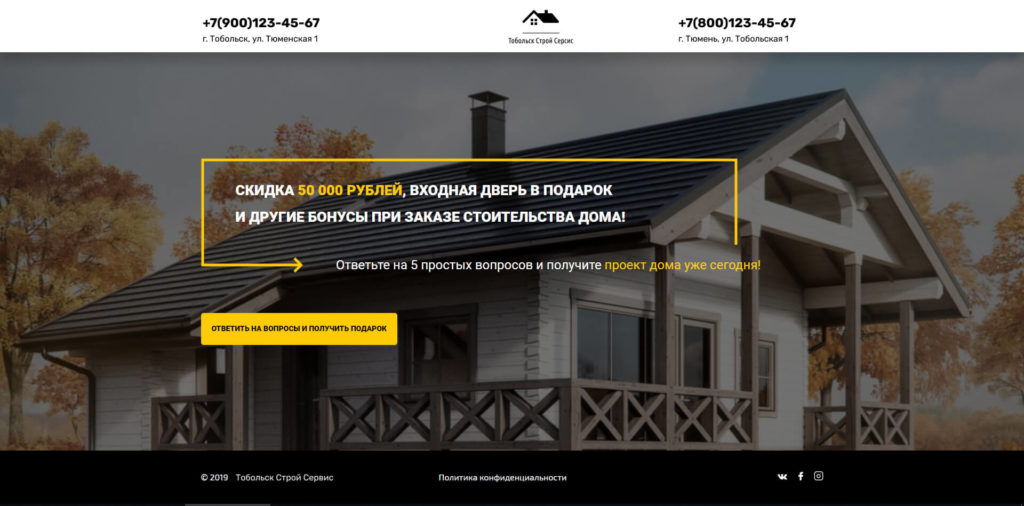 +7(900)123-45-67
г. Тобольск, ул. Тюменская 1
Тобольск Строй Серсис
+7(800)123-45-67
г. Тюмень, ул. Тобольская 1
СКИДКА 50 000 РУБЛЕЙ, ВХОДНАЯ ДВЕРЬ В ПОДАРОК
И ДРУГИЕ БОНУСЫ ПРИ ЗАКАЗЕ СТОИТЕЛЬСТВА ДОМА!
Ответьте на 5 простых вопросов и получите проект дома уже сегодня!
ОТВЕТИТЬ НА ВОПРОСЫ И ПОЛУЧИТЬ ПОДАРОК
© 2019 Тобольск Строй Сервис
Политика конфиденциальности